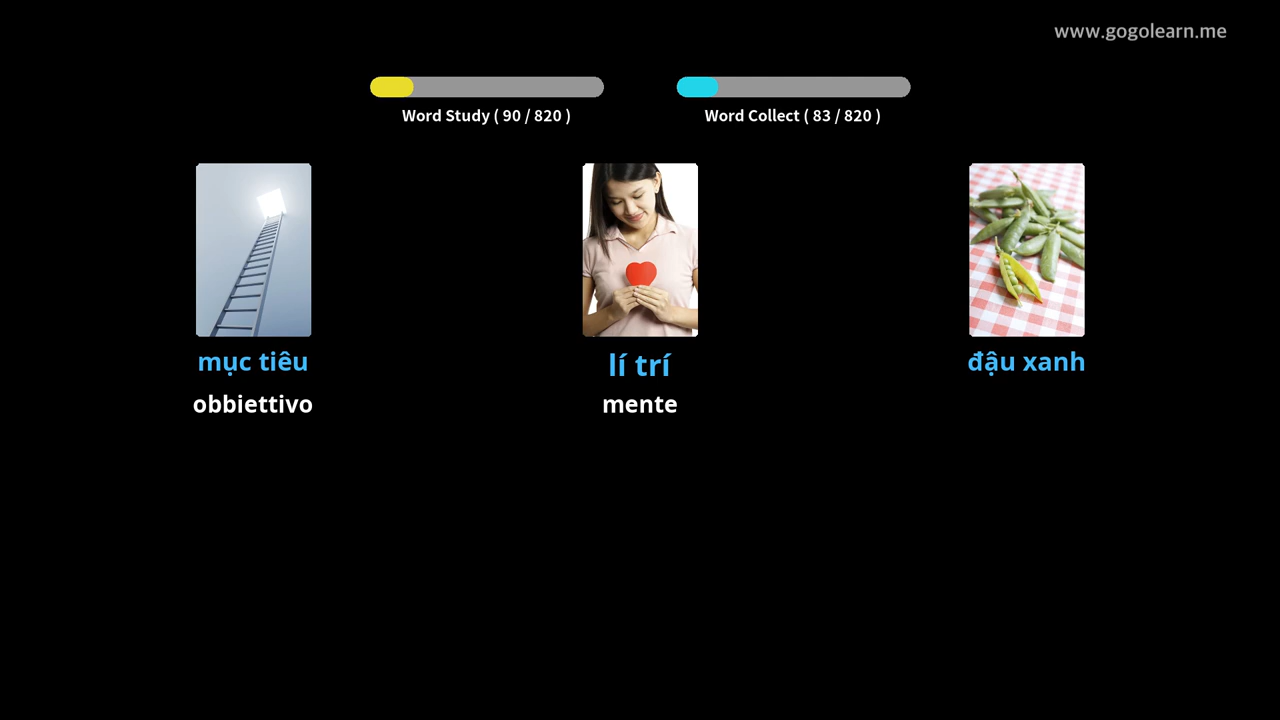 www.gogolearn.me
Word Study ( 90 / 820 )
Word Collect ( 83 / 820 )
mục tiêu
obbiettivo
lí trí
mente
đậu xanh